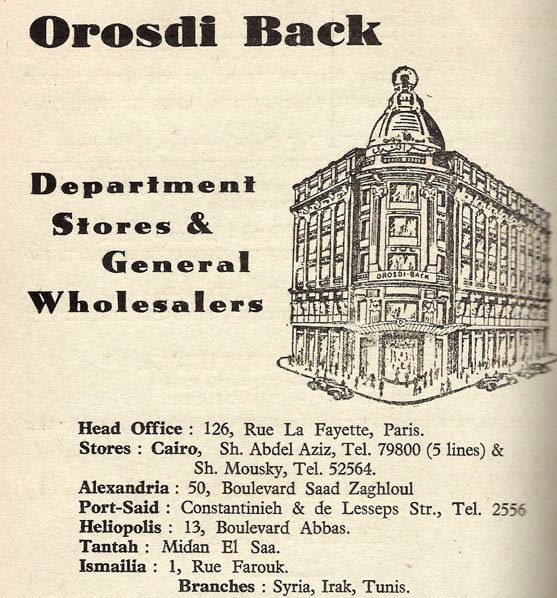 Orosdi Back
Department
Stores &
General
Wholesalers
OROSDI-BACK
Head Office : 126, Rue La Fayette, Paris.
Stores : Cairo, Sh. Abdel Aziz, Tel. 79800 (5 lines) &
Sh. Mousky, Tel. 52564.
Alexandria : 50, Boulevard Saad Zaghloul
Port-Said : Constantinieh & de Lesseps Str., Tel. 2556
Heliopolis : 13, Boulevard Abbas.
Tantah : Midan El Saa.
Ismailia : 1, Rue Farouk.
Branches : Syria, Irak, Tunis.